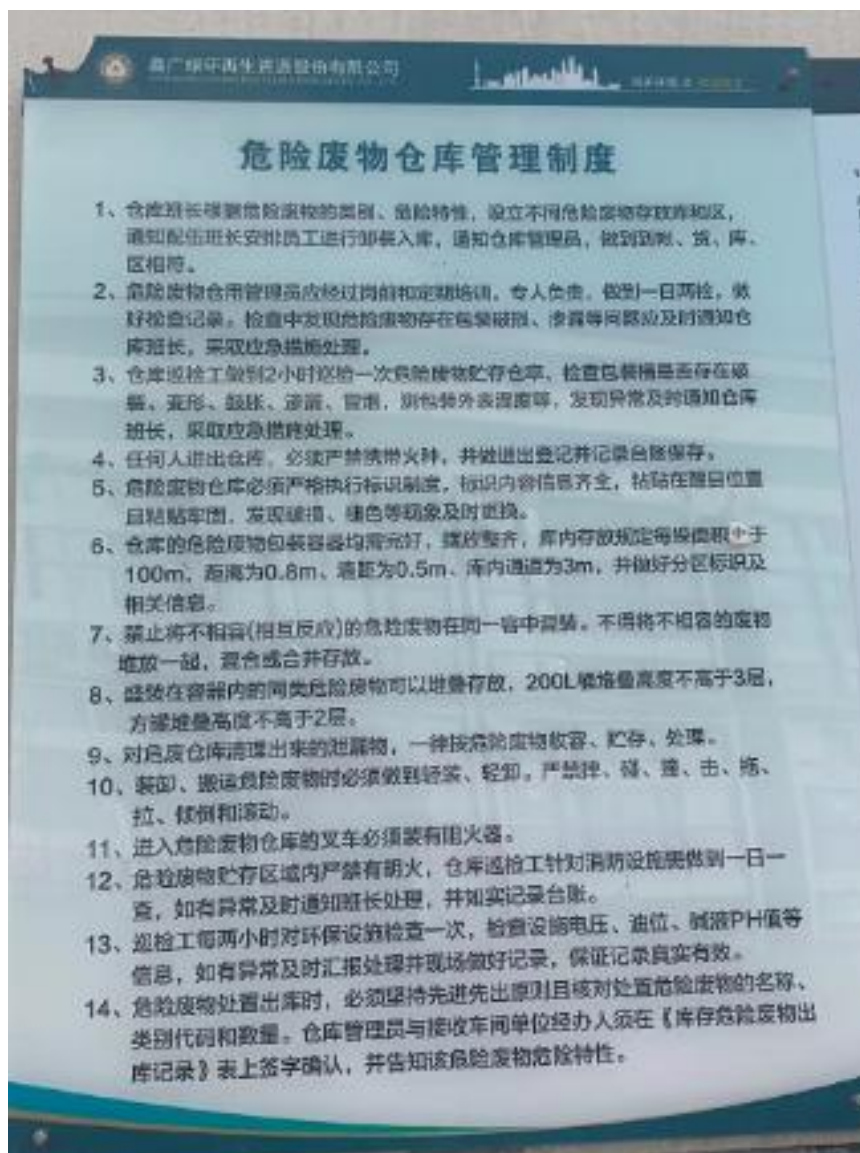 鼎广绿环再生资源股份有限公司
危险废物仓库管理制度
1、仓库班长根据危险废物的类别、危险特性，设立不同危险废物存放库和区，
通知配伍班长安排员工进行卸装入库，通知仓库管理员，做到到帐、货、库、
区相符。
2、危险废物仓库管理员应经过岗前和定期培训，专人负责，做到一日两检，做
好检查记录。检查中发现危险废物存在包装破损、渗漏等问题应及时通知仓
库班长，采取应急措施处理。
3、仓库巡检工做到2小时巡检一次危险废物贮存仓库，检查包装桶是否存在破
裂、变形、鼓胀、渗漏、冒烟，测包装外表温度等，发现异常及时通知仓库
班长，采取应急措施处理。
4、任何人进出仓库，必须严禁携带火种，并做进出登记并记录台账保存。
5、危险废物仓库必须严格执行标识制度，标识内容信息齐全，粘贴在醒目位置
且粘贴牢固，发现破损、褪色等现象及时更换。
6、仓库的危险废物包装容器均需完好，摆放整齐，库内存放规定每垛面积小于
100m、距离为0.8m、墙距为0.5m、库内通道为3m，并做好分区标识及
相关信息。
7、禁止将不相容(相互反应)的危险废物在同一容中混装。不得将不相容的废物
堆放一起，混合或合并存放。
8、盛装在容器内的同类危险废物可以堆叠存放，200L桶堆叠高度不高于3层，
方罐堆叠高度不高于2层。
9、对危废仓库清理出来的泄漏物，一律按危险废物收容、贮存、处理。
10、装卸、搬运危险废物时必须做到轻装、轻卸。严禁摔、碰、撞、击、拖、
拉、倾倒和滚动。
11、进入危险废物仓库的叉车必须装有阻火器。
12、危险废物贮存区域内严禁有明火，仓库巡检工针对消防设施要做到一日一
查，如有异常及时通知班长处理，并如实记录台账。
13、巡检工每两小时对环保设施检查一次，检查设施电压、油位、碱液PH值等
信息，如有异常及时汇报处理并现场做好记录，保证记录真实有效。
14、危险废物处置出库时，必须坚持先进先出原则且核对处置危险废物的名称、
类别代码和数量。仓库管理员与接收车间单位经办人须在《库存危险废物出
库记录》表上签字确认，并告知该危险废物危险特性。